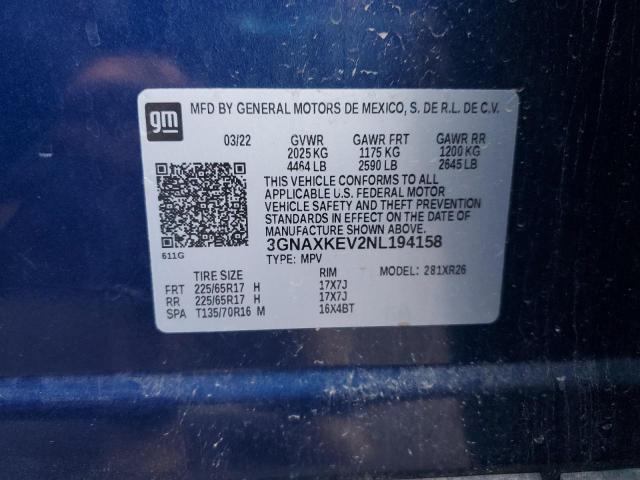 gm
MFD BY GENERAL MOTORS DE MEXICO, S. DE R.L. DE C.V.
03/22 GVWR GAWR FRT GAWR RR
2025 KG 1175 KG 1200 KG
4464 LB 2590 LB 2645 LB
THIS VEHICLE CONFORMS TO ALL
APPLICABLE U.S. FEDERAL MOTOR
VEHICLE SAFETY AND THEFT PREVENTION
STANDARDS IN EFFECT ON THE DATE OF
MANUFACTURE SHOWN ABOVE.
3GNAXKEV2NL194158
611G
TYPE: MPV MODEL: 281XR26
TIRE SIZE RIM
FRT 225/65R17 H 17X7J
RR 225/65R17 H 17X7J
SPA T135/70R16 M 16X4BT